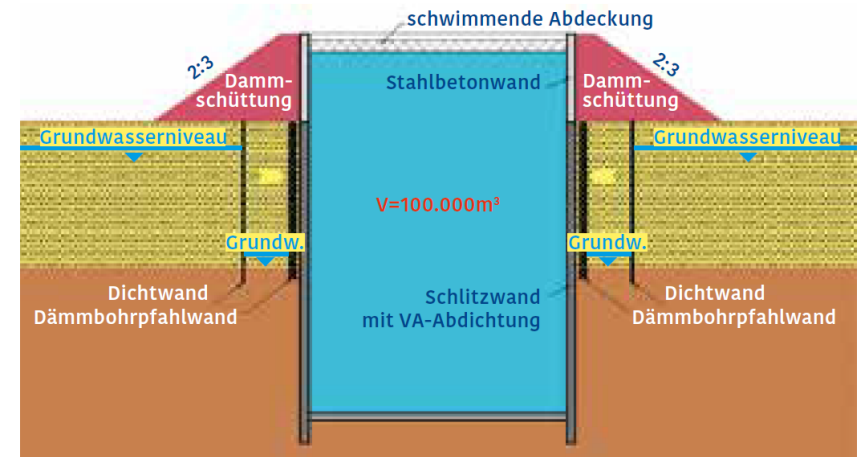 schwimmende Abdeckung
2:3
Damm-
schüttung
Stahlbetonwand
Damm-
schüttung
2:3
Grundwasserniveau
Grundwasserniveau
V=100.000m³
Grundw.
Grundw.
Dichtwand
Dämmbohrpfahlwand
Schlitzwand
mit VA-Abdichtung
Dichtwand
Dämmbohrpfahlwand